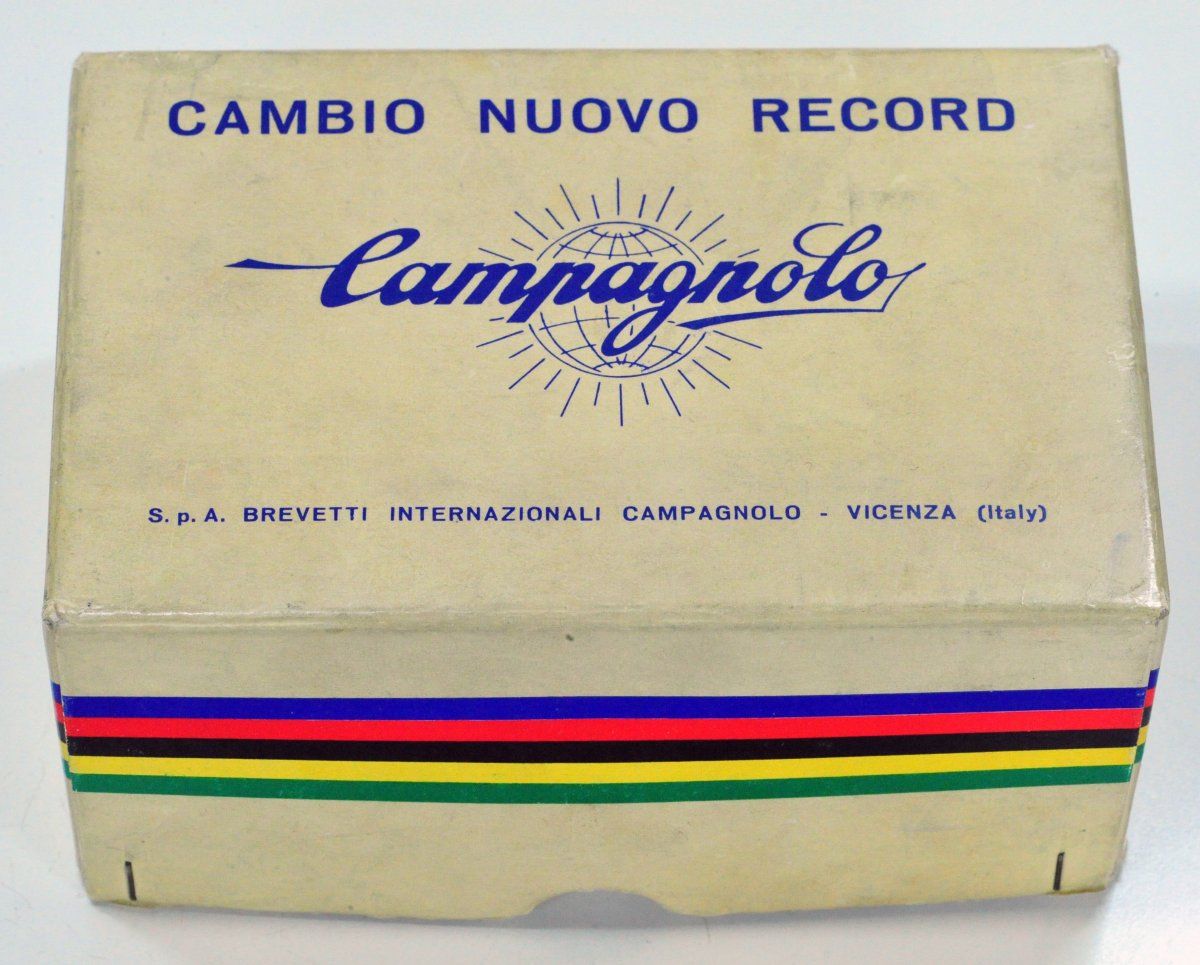 CAMBIO NUOVO RECORD
Campagnolo
S.p.A. BREVETTI INTERNAZIONALI CAMPAGNOLO - VICENZA (Italy)